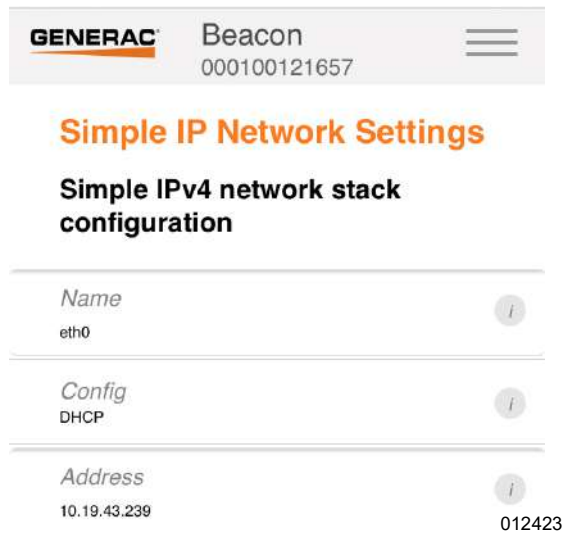 GENERAC Beacon
000100121657
Simple IP Network Settings
Simple IPv4 network stack
configuration
Name
i
eth0
Config
i
DHCP
Address
i
10.19.43.239
012423